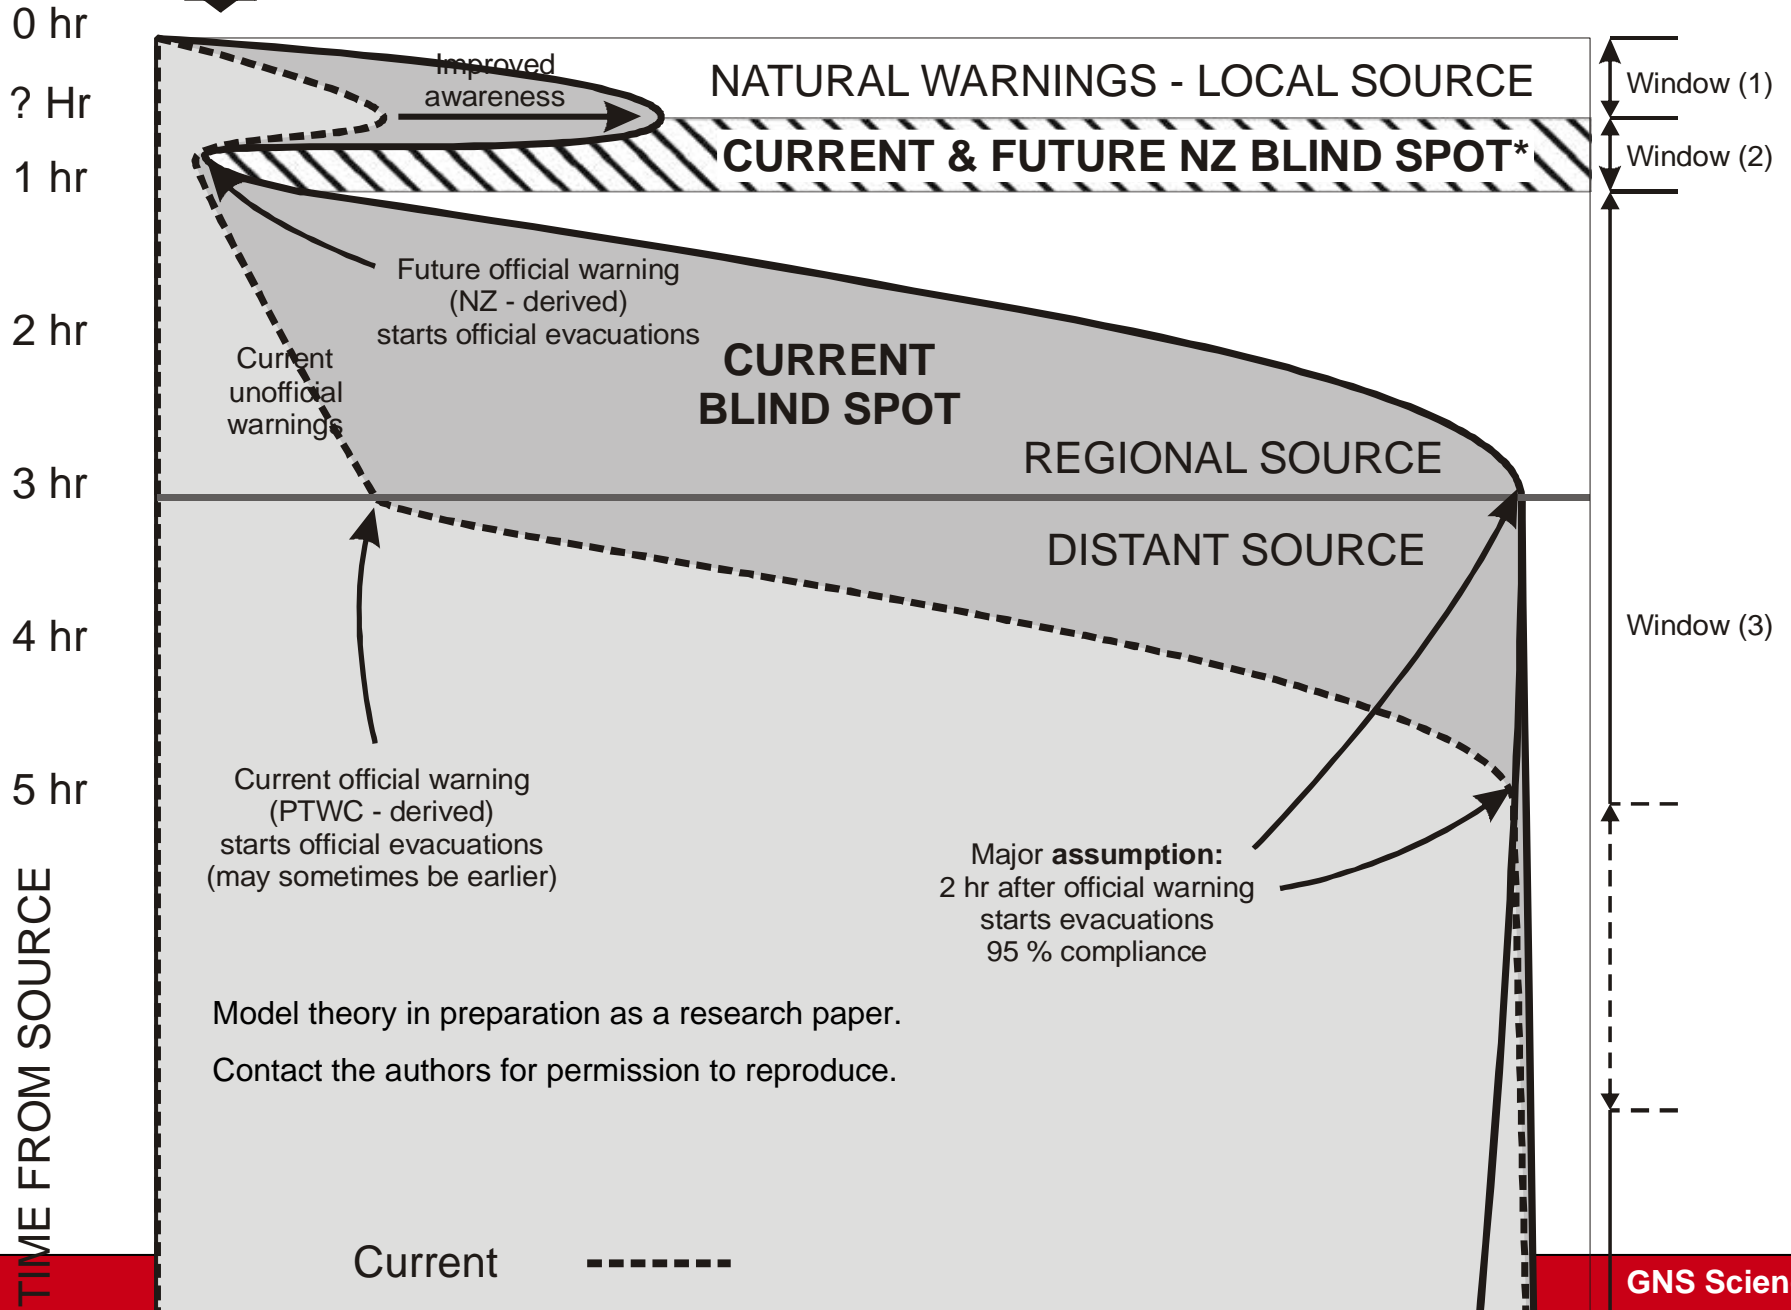 0 hr
? Hr
1 hr
2 hr
3 hr
4 hr
5 hr
TIME FROM SOURCE
Improved
awareness
NATURAL WARNINGS - LOCAL SOURCE
CURRENT & FUTURE NZ BLIND SPOT*
Window (1)
Window (2)
Future official warning
(NZ - derived)
starts official evacuations
Current
unofficial
warnings
CURRENT
BLIND SPOT
REGIONAL SOURCE
DISTANT SOURCE
Window (3)
Current official warning
(PTWC - derived)
starts official evacuations
(may sometimes be earlier)
Major assumption:
2 hr after official warning
starts evacuations
95 % compliance
Model theory in preparation as a research paper.
Contact the authors for permission to reproduce.
Current
GNS Scien